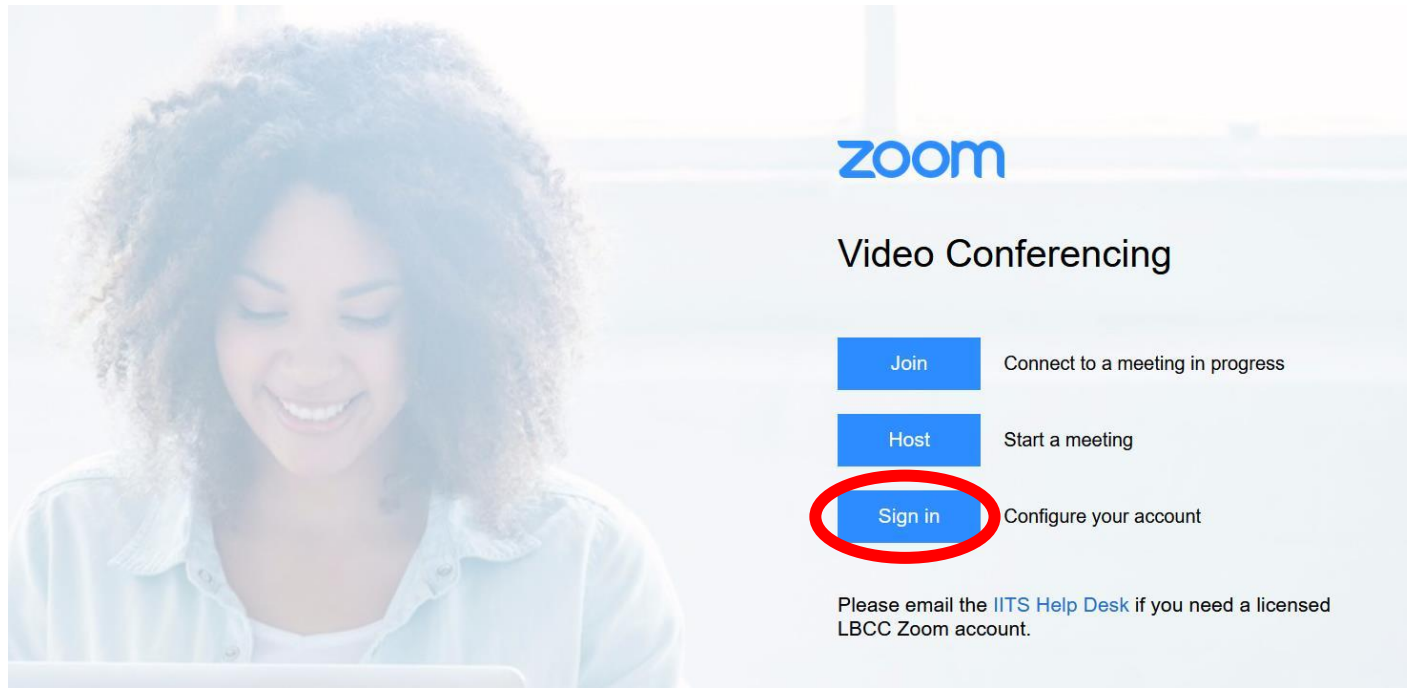 zoom
Video Conferencing
Join Connect to a meeting in progress
Host Start a meeting
Sign in Configure your account
Please email the IITS Help Desk if you need a licensed
LBCC Zoom account.